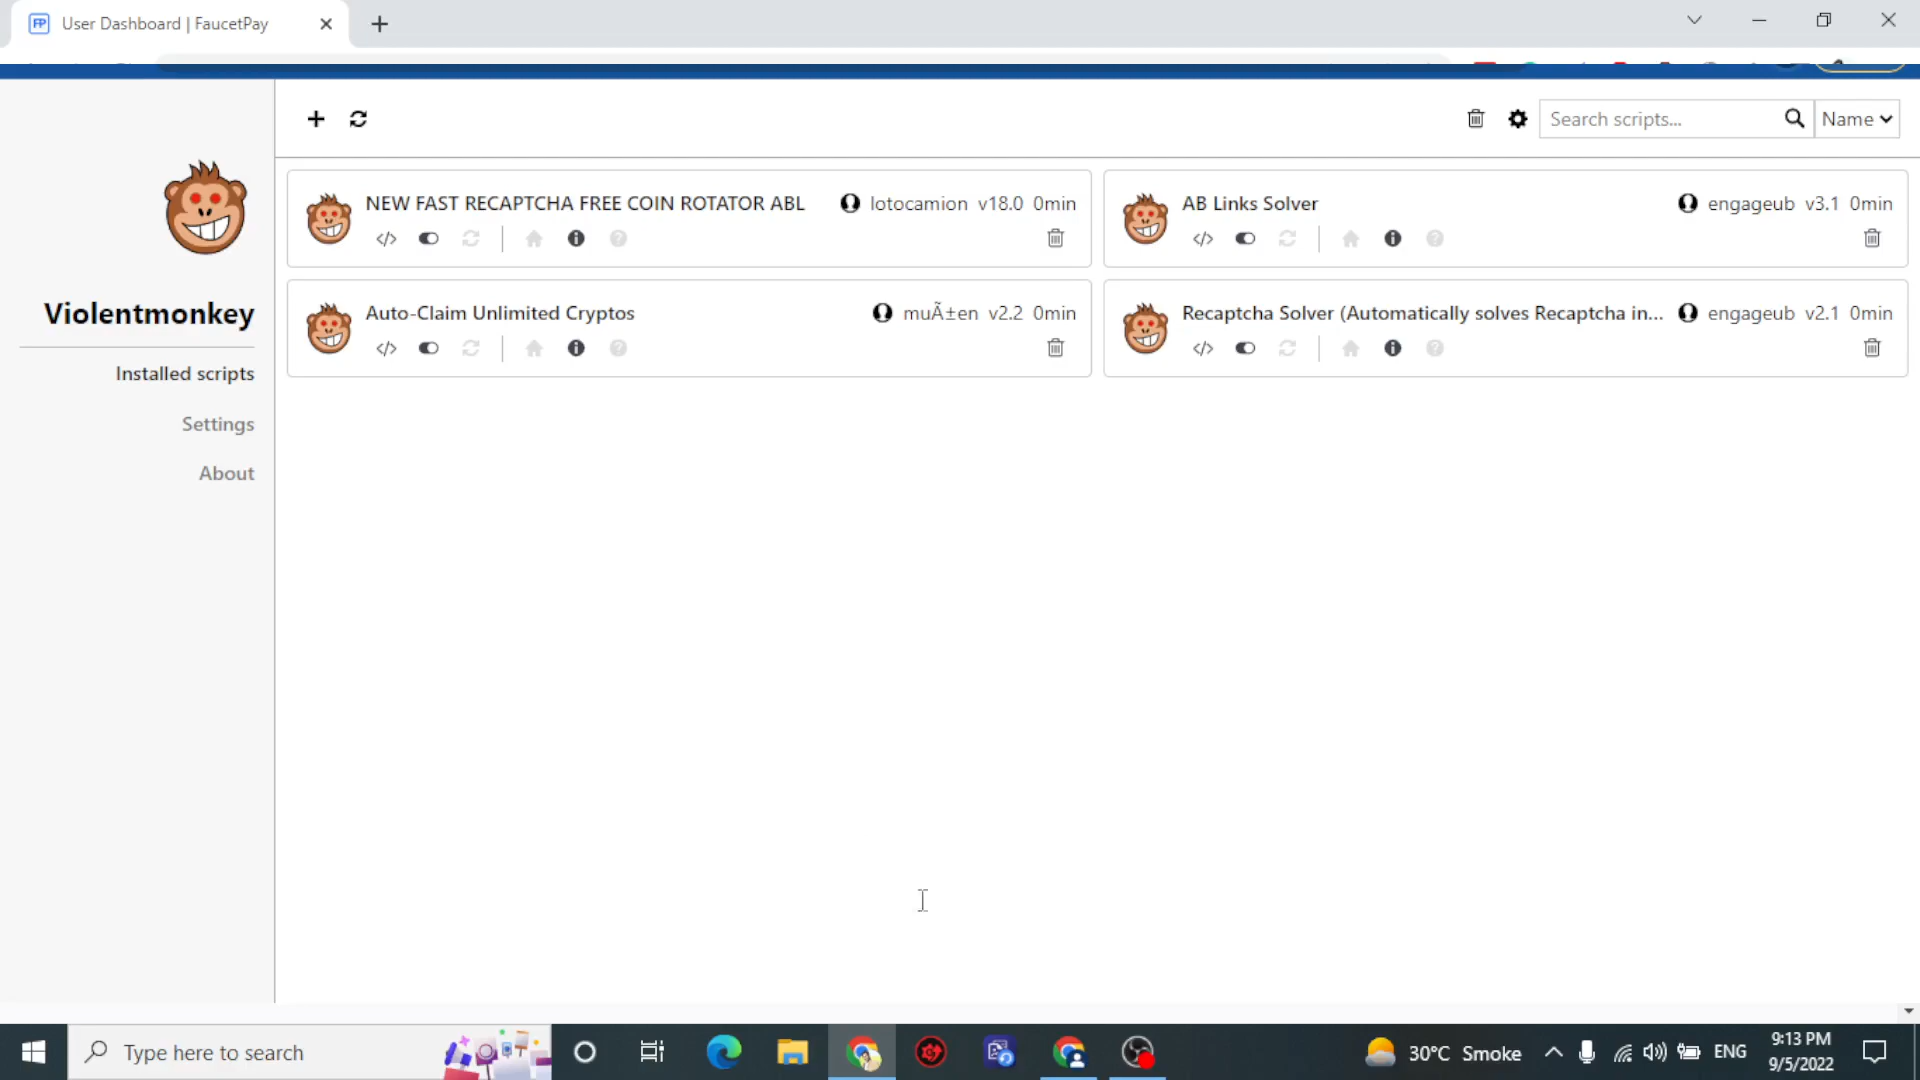 FP User Dashboard | FaucetPay
Search scripts...
Name
Violentmonkey
Installed scripts
Settings
About
NEW FAST RECAPTCHA FREE COIN ROTATOR ABL lotocamion v18.0 0min
AB Links Solver engageub v3.1 0min
Auto-Claim Unlimited Cryptos muÃ±en v2.2 0min
Recaptcha Solver (Automatically solves Recaptcha in... engageub v2.1 0min
Type here to search
30°C Smoke
ENG
9:13 PM
9/5/2022